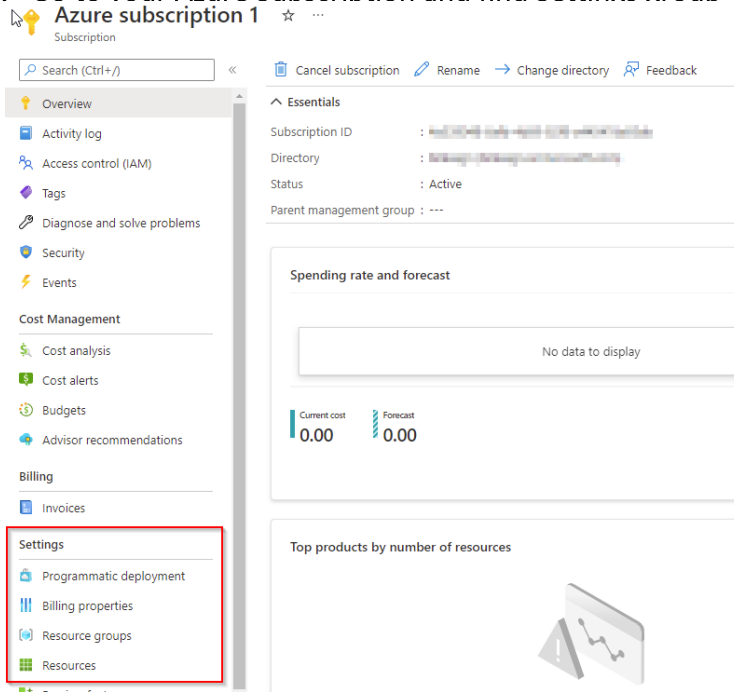 Azure subscription 1
Subscription
Search (Ctrl+/)
Cancel subscription
Rename
Change directory
Feedback
Overview
Activity log
Access control (IAM)
Tags
Diagnose and solve problems
Security
Events
Cost Management
Cost analysis
Cost alerts
Budgets
Advisor recommendations
Billing
Invoices
Settings
Programmatic deployment
Billing properties
Resource groups
Resources
Essentials
Subscription ID :
Directory :
Status : Active
Parent management group : ---
Spending rate and forecast
No data to display
Current cost
0.00
Forecast
0.00
Top products by number of resources